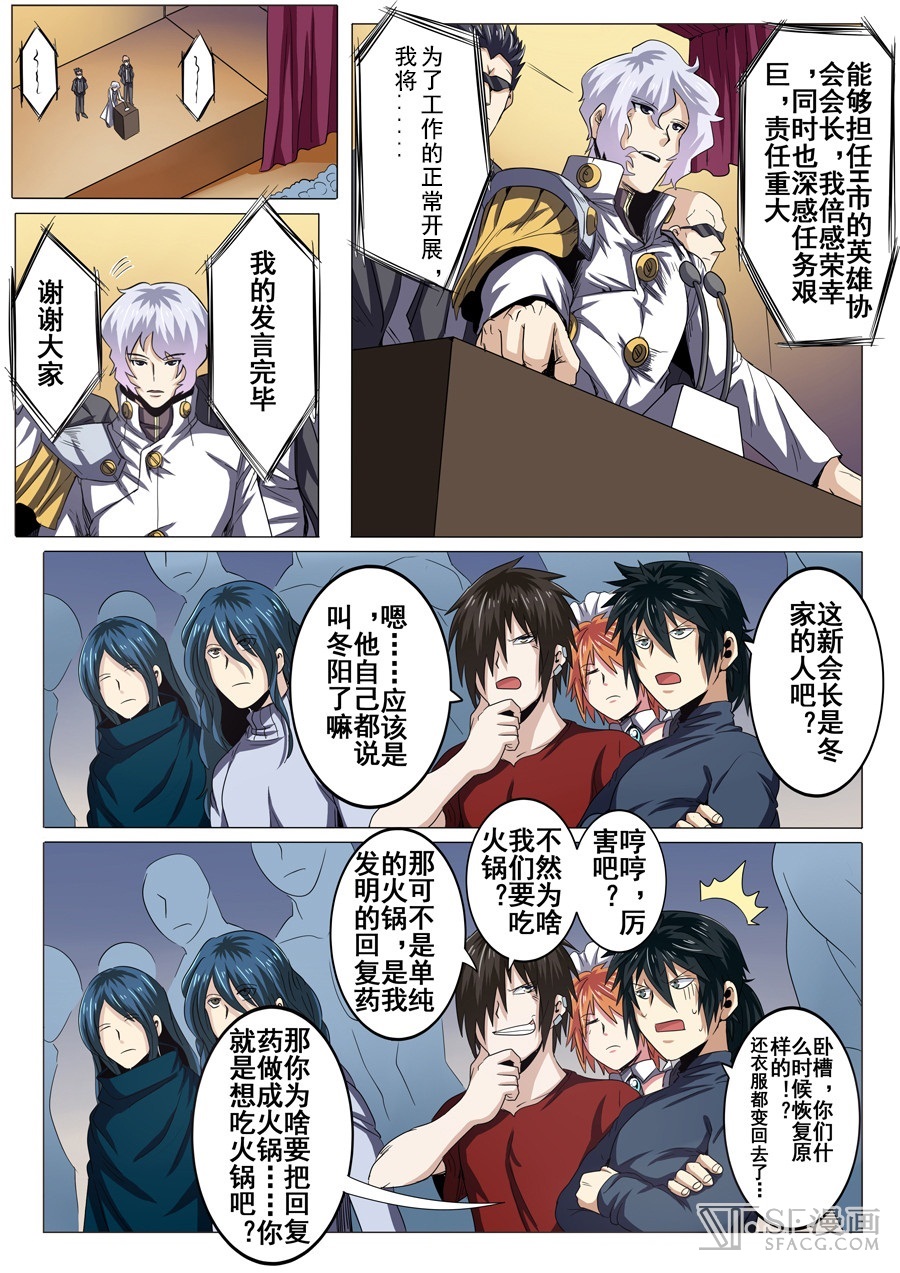 能够担任市的英雄协
会会长，我倍感荣幸
，同时也深感任务艰
巨，责任重大
为了工作的正常开展，
我将·····
我的发言完毕
谢谢大家
这新会长是冬
家的人吧？
嗯……应该是
，他自己都说
叫冬阳了嘛
卧槽，你们什
么时候恢复原
样的！？
还衣服都变回去了…
哼哼，厉
害吧？
不然为啥
我们要吃
火锅？
那可不是单纯
的火锅，是我
发明的回复药
那你为啥要把回复
药做成火锅……你
就是想吃火锅吧？
SF漫画
SFACG.COM